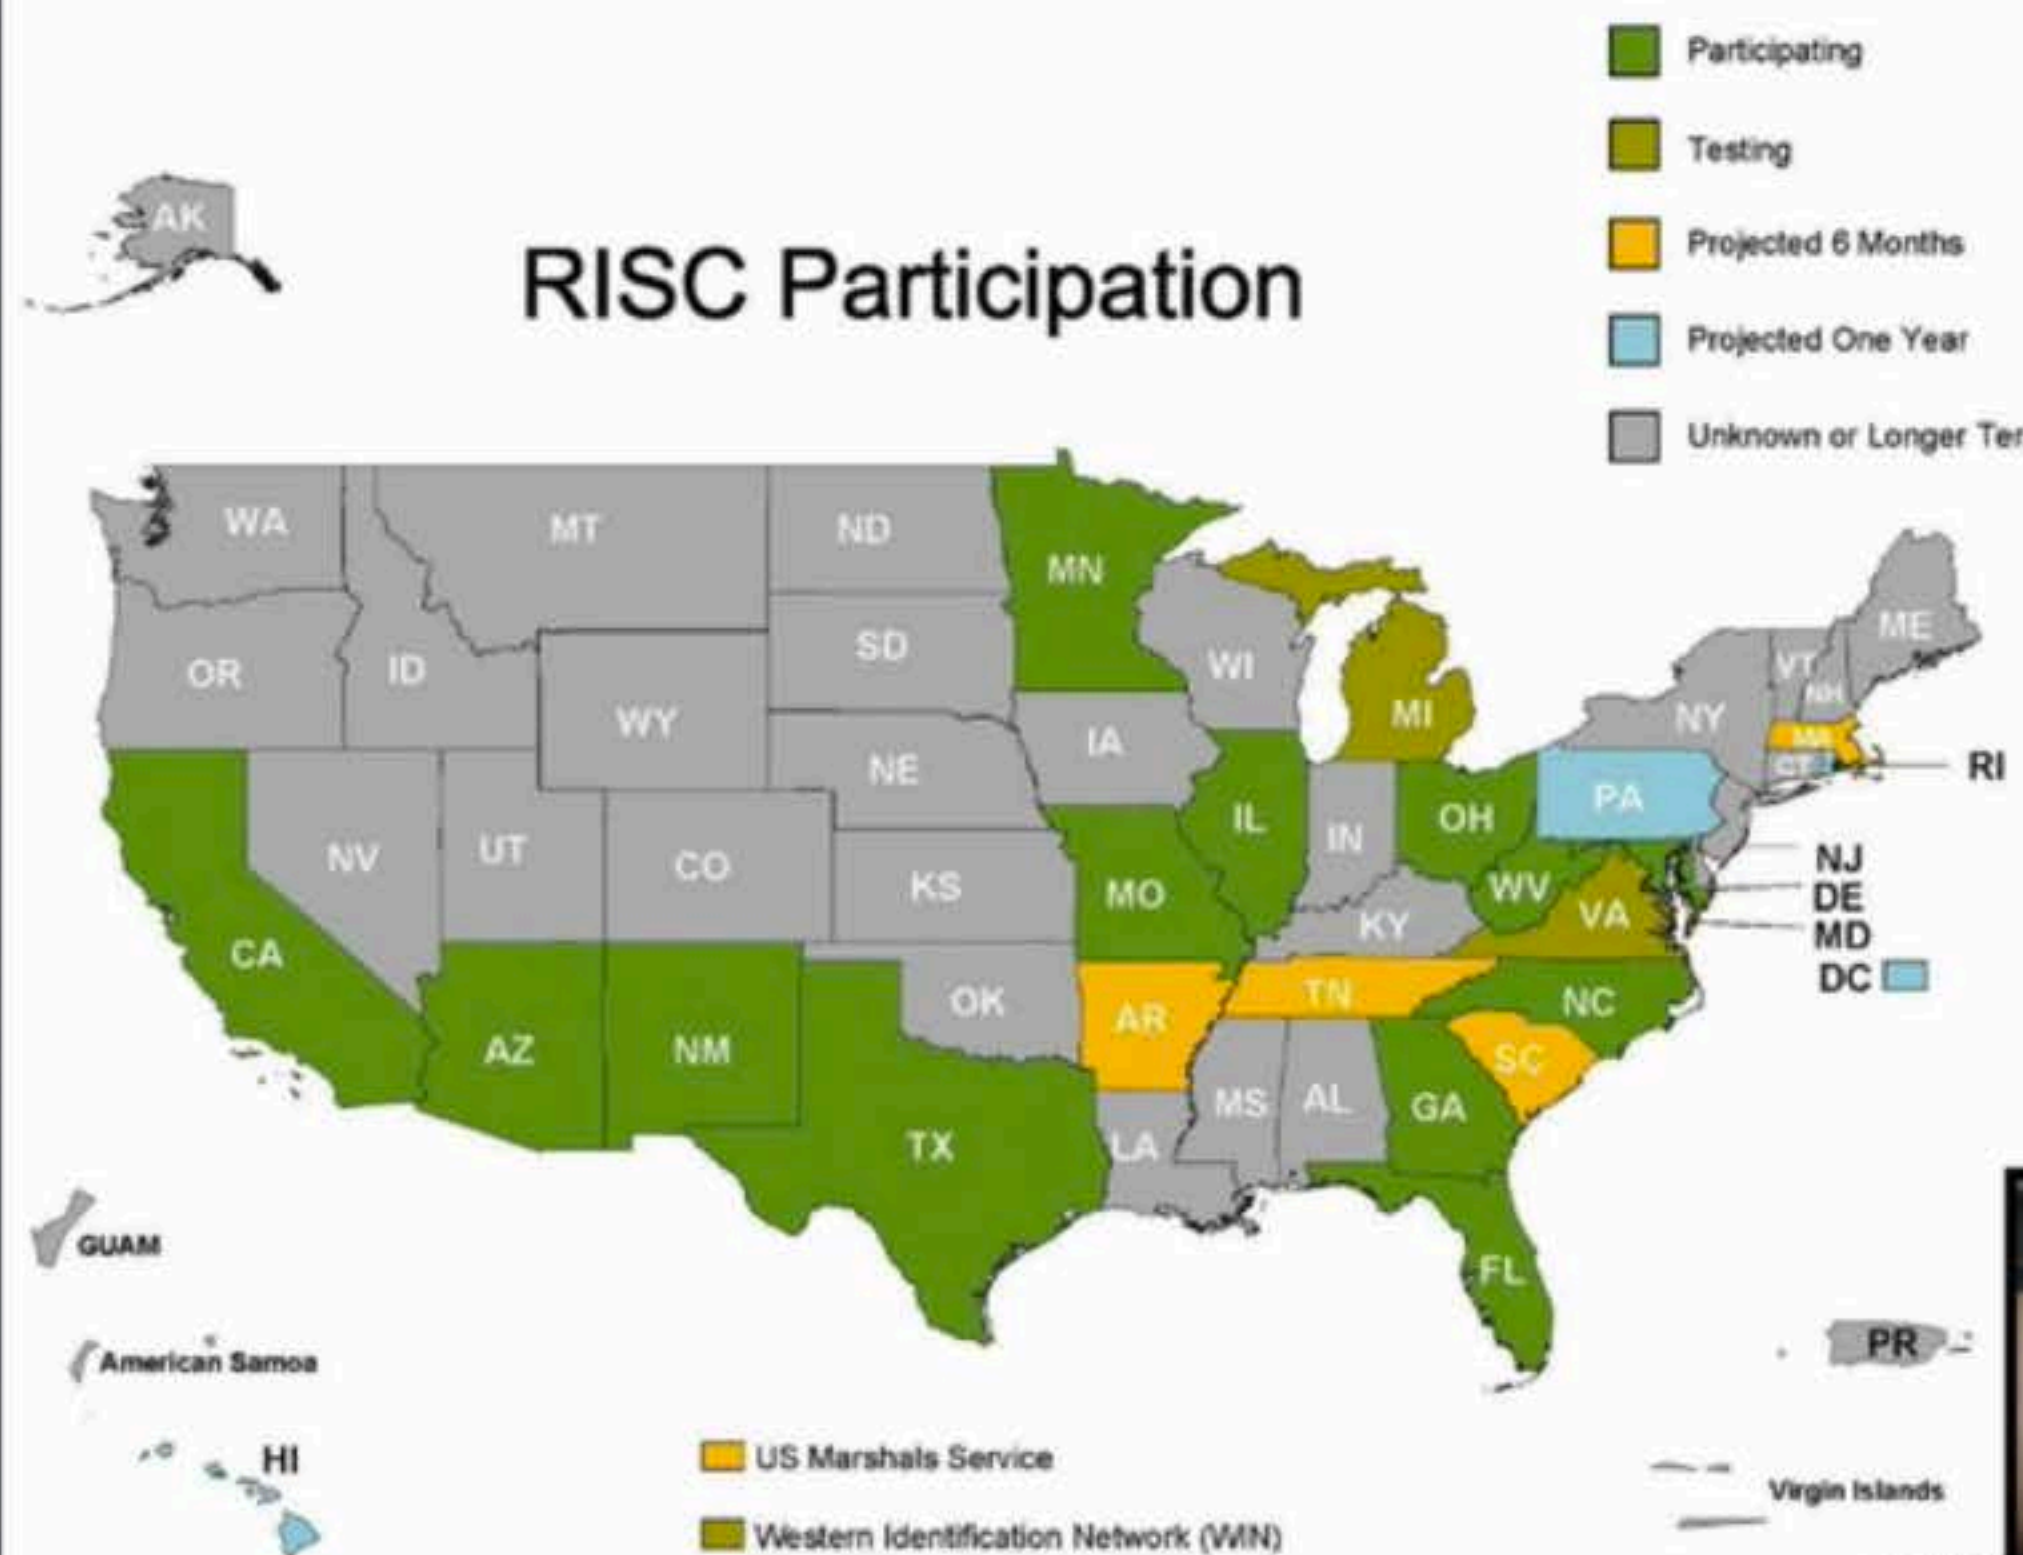 Participating
Testing
Projected 6 Months
Projected One Year
Unknown or Longer Ter
AK
RISC Participation
WA
MT
ND
MN
OR
ID
WY
SD
WI
MI
ME
VT
NH
NY
MA
CT
RI
IA
NE
PA
NV
UT
CO
KS
MO
IL
IN
OH
WV
VA
KY
NJ
DE
MD
DC
CA
AZ
NM
OK
AR
TN
NC
SC
TX
LA
MS
AL
GA
FL
GUAM
American Samoa
HI
PR
Virgin Islands
US Marshals Service
Western Identification Network (WIN)